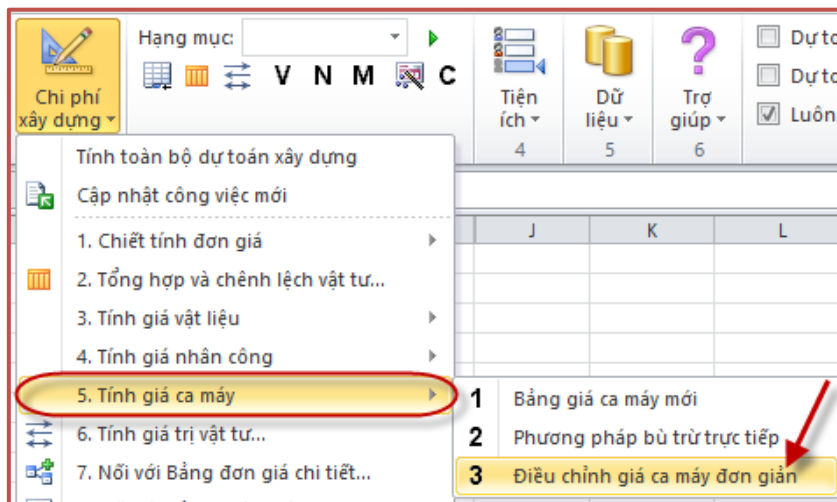 Hạng mục:
V N M C
Chi phí
xây dựng
Tiện
ích
Dữ
liệu
Trợ
giúp
Luôn
4 5 6
Tính toàn bộ dự toán xây dựng
Cập nhật công việc mới
J K L
1. Chiết tính đơn giá
2. Tổng hợp và chênh lệch vật tư...
3. Tính giá vật liệu
4. Tính giá nhân công
5. Tính giá ca máy
6. Tính giá trị vật tư...
7. Nối với Bảng đơn giá chi tiết...
1 Bảng giá ca máy mới
2 Phương pháp bù trừ trực tiếp
3 Điều chỉnh giá ca máy đơn giản